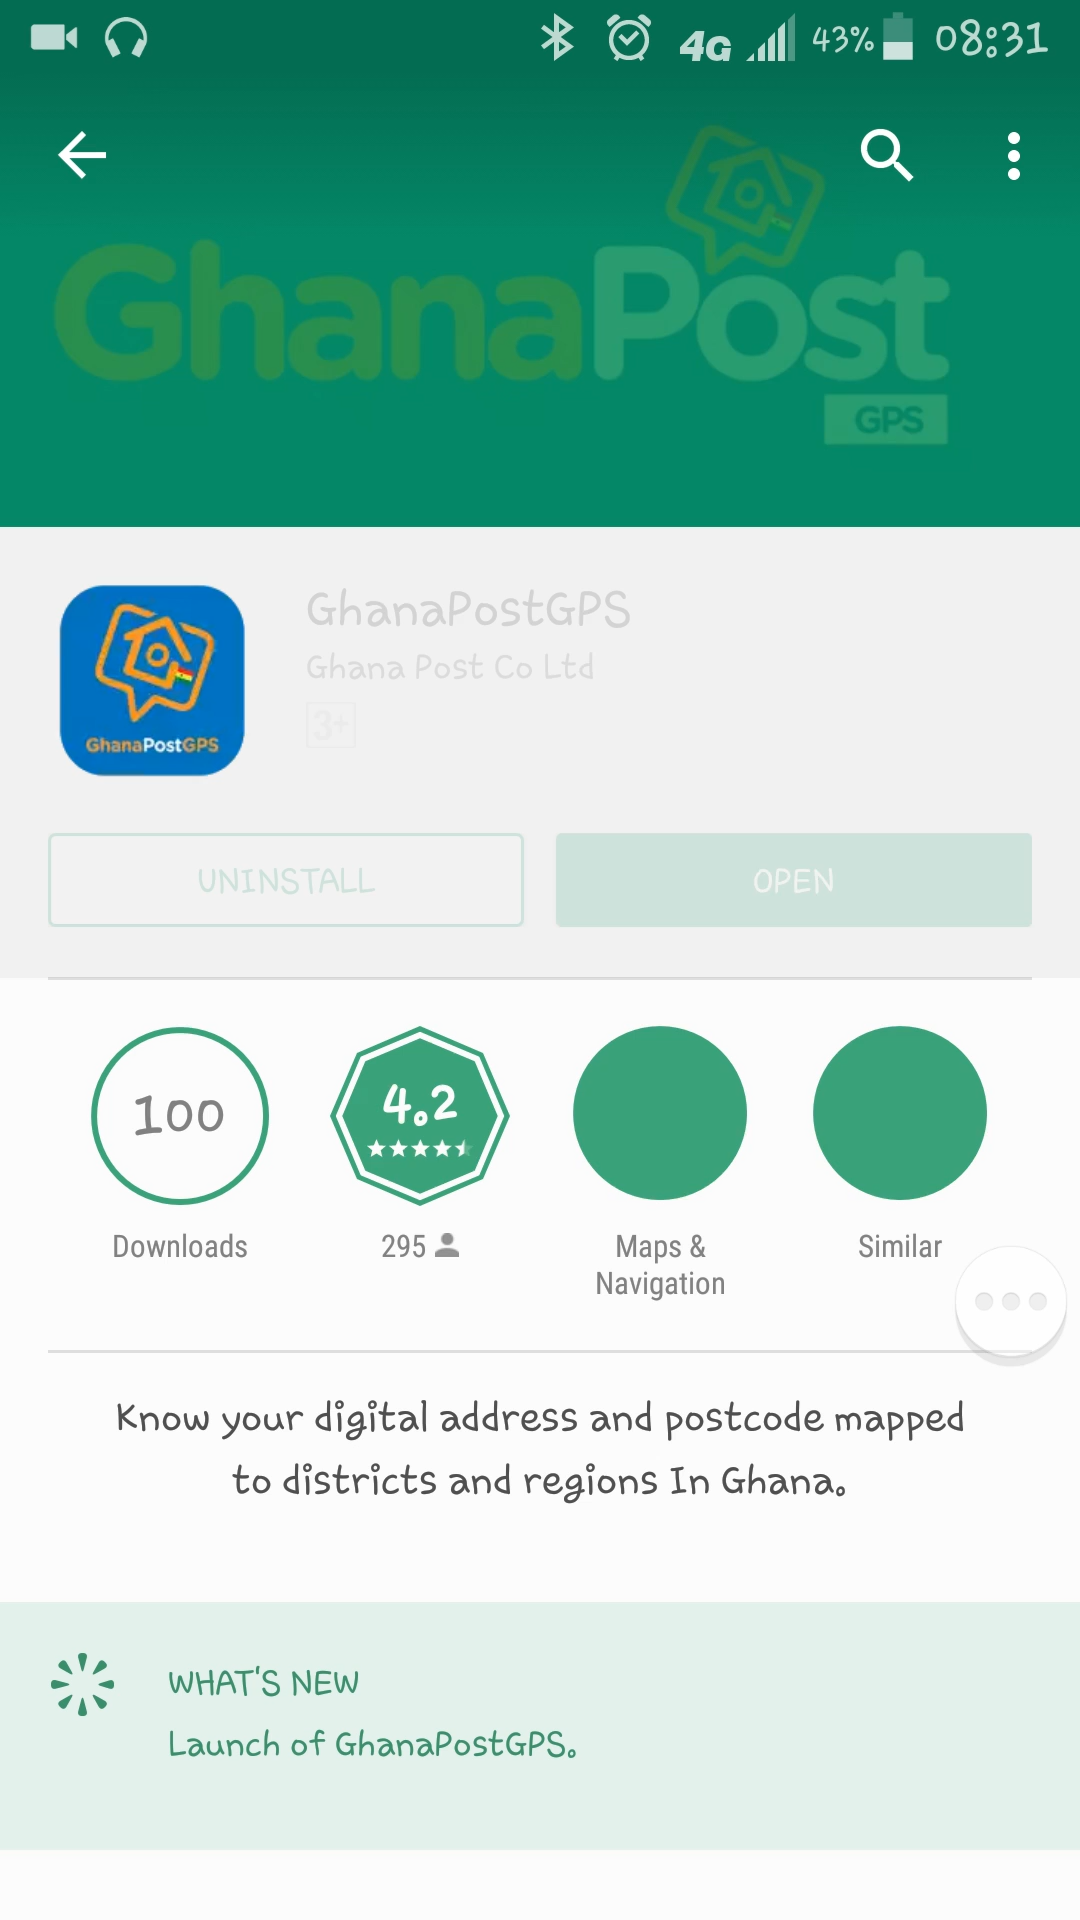 4G 43% 08:31
GhanaPost
GPS
GhanaPostGPS
GhanaPostGPS
Ghana Post Co Ltd
3+
UNINSTALL OPEN
100 4.2
Downloads 295 Maps & Navigation Similar
Know your digital address and postcode mapped
to districts and regions In Ghana.
WHAT'S NEW
Launch of GhanaPostGPS.